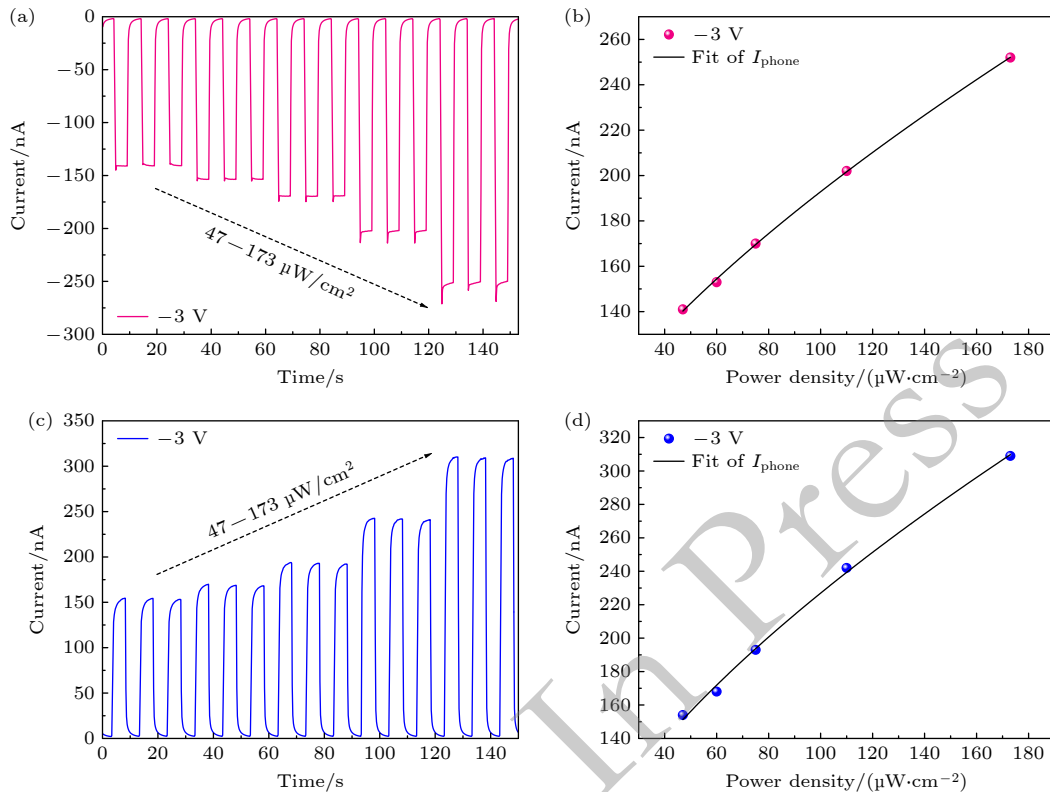 (a)
0
−50
−100
−150
−200
−250
−300
Current/nA
47−173 µW/cm²
−3 V
0 20 40 60 80 100 120 140
Time/s
(b)
260
240
220
200
180
160
140
Current/nA
−3 V
Fit of Iphone
40 60 80 100 120 140 160 180
Power density/(µW·cm−2)
(c)
350
300
250
200
150
100
50
0
Current/nA
−3 V
47−173 µW/cm²
0 20 40 60 80 100 120 140
Time/s
(d)
320
300
280
260
240
220
200
180
160
140
Current/nA
−3 V
Fit of Iphone
40 60 80 100 120 140 160 180
Power density/(µW·cm−2)
In Press